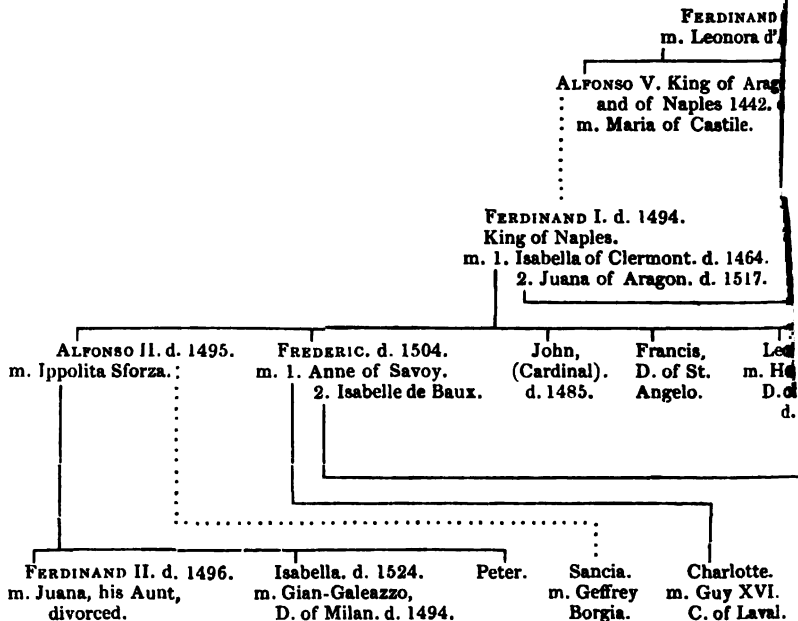 FERDINAND
m. Leonora d'
ALFONSO V. King of
and of Naples 1442.
m. Maria of Castile.
FERDINAND I. d. 1494.
King of Naples.
m. 1. Isabella of Clermont. d. 1464.
2. Juana of Aragon. d. 1517.
ALFONSO II. d. 1495.
m. Ippolita Sforza.
FREDERIC. d. 1504.
m. 1. Anne of Savoy.
2. Isabelle de Baux.
John,
(Cardinal).
d. 1485.
Francis,
D. of St.
Angelo.
m.
D.
d.
FERDINAND II. d. 1496.
m. Juana, his Aunt,
divorced.
Isabella. d. 1524.
m. Gian-Galeazzo,
D. of Milan. d. 1494.
Peter.
Sancia.
m. Geffrey
Borgia.
Charlotte.
m. Guy XVI.
C. of Laval.